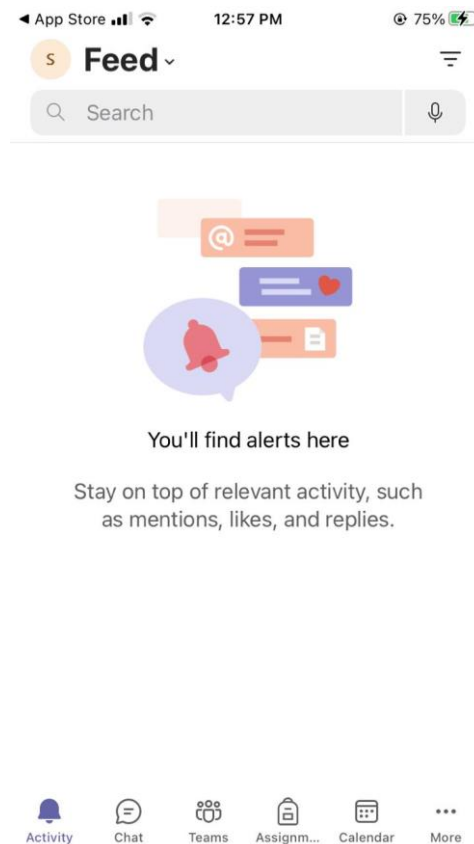 ◀ App Store 12:57 PM 75%
S Feed
Search
@
You'll find alerts here
Stay on top of relevant activity, such
as mentions, likes, and replies.
Activity Chat Teams Assignm... Calendar More